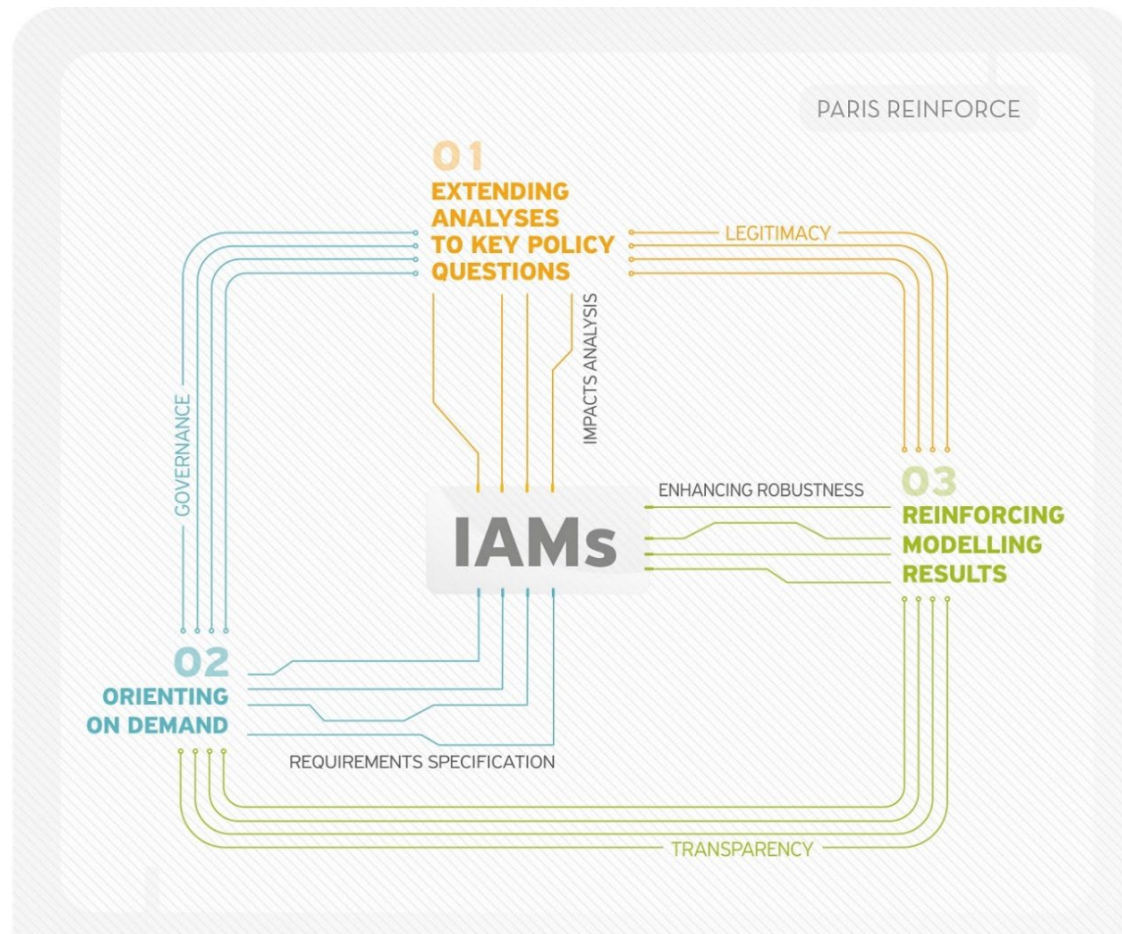 PARIS REINFORCE
01
EXTENDING
ANALYSES
TO KEY POLICY
QUESTIONS
LEGITIMACY
IMPACTS ANALYSIS
GOVERNANCE
ENHANCING ROBUSTNESS
03
REINFORCING
MODELLING
RESULTS
IAMs
02
ORIENTING
ON DEMAND
REQUIREMENTS SPECIFICATION
TRANSPARENCY